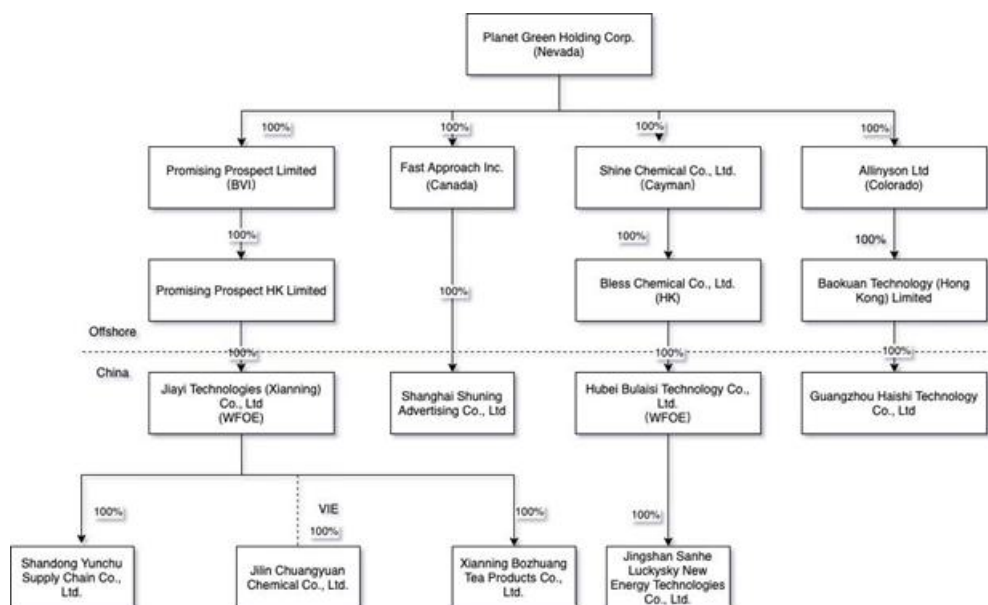 Planet Green Holding Corp.
(Nevada)
100%
100%
100%
100%
Promising Prospect Limited
(BVI)
Fast Approach Inc.
(Canada)
Shine Chemical Co., Ltd.
(Cayman)
Allinyson Ltd
(Colorado)
100%
100%
100%
Promising Prospect HK Limited
100%
Bless Chemical Co., Ltd.
(HK)
Baokuan Technology (Hong
Kong) Limited
Offshore
100%
100%
100%
China
Jiayi Technologies (Xianning)
Co., Ltd
(WFOE)
Shanghai Shuning
Advertising Co., Ltd
Hubei Bulaisi Technology Co.,
Ltd.
(WFOE)
Guangzhou Haishi Technology
Co., Ltd
100%
VIE
100%
100%
100%
Shandong Yunchu
Supply Chain Co.,
Ltd.
Jilin Chuangyuan
Chemical Co., Ltd.
Xianning Bozhuang
Tea Products Co.,
Ltd.
Jingshan Sanhe
Luckysky New
Energy Technologies
Co., Ltd.